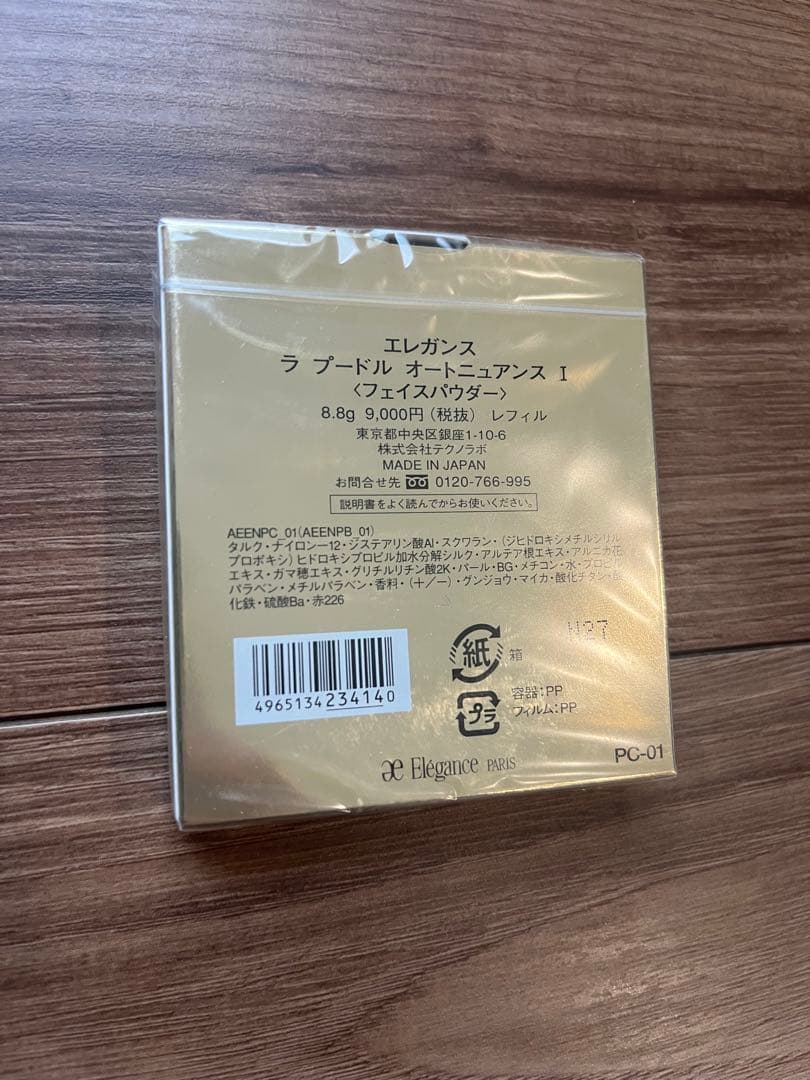 エレガンス
ラ プードル オートニュアンス I
〈フェイスパウダー〉
8.8g 9,000円(税抜) レフィル
東京都中央区銀座1-10-6
株式会社テクノラボ
MADE IN JAPAN
お問合せ先 0120-766-995
説明書をよく読んでからお使いください。
AEENPC_01(AEENPB_01)
タルク・ナイロン-12・ジステアリン酸Al・スクワラン・(ジヒドロキシメチルシリル
プロポキシ)ヒドロキシプロピル加水分解シルク・アルテア根エキス・アルニカ花
エキス・ガマ穂エキス・グリチルリチン酸2K・パール・BG・メチコン・水・プロピル
パラベン・メチルパラベン・香料・(+/-)・グンジョウ・マイカ・酸化チタン・酸
化鉄・硫酸Ba・赤226
N27
紙 箱
プラ 容器:PP
フィルム:PP
4965134234140
æ Elégance PARIS
PC-01